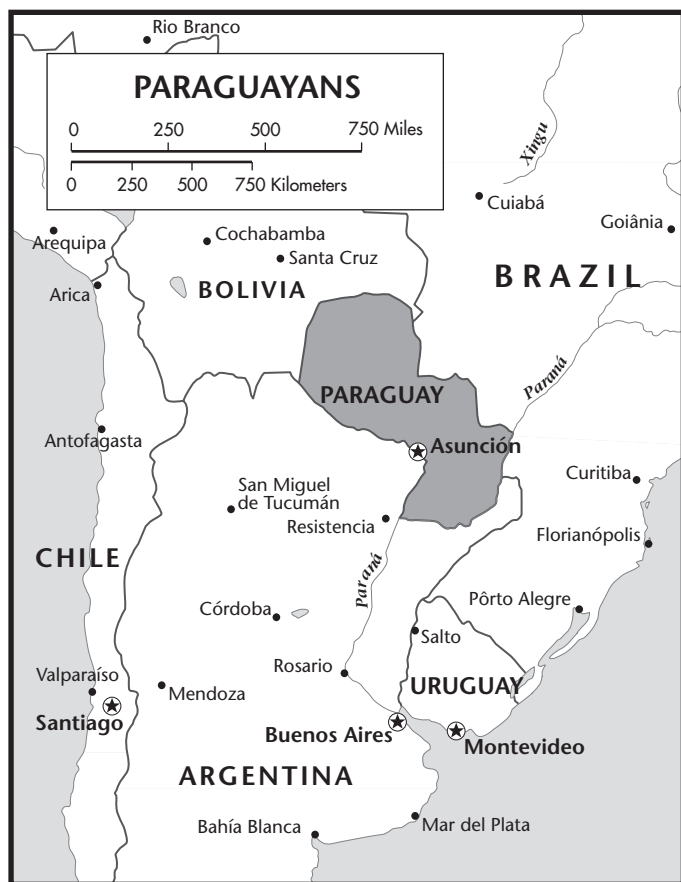 Rio Branco
PARAGUAYANS
0 250 500 750 Miles
0 250 500 750 Kilometers
Xingu
Cuiabá
Goiânia
Arequipa
Cochabamba
Santa Cruz
BRAZIL
Arica
BOLIVIA
Paraná
PARAGUAY
Antofagasta
Asunción
Curitiba
San Miguel
de Tucumán
Resistencia
Florianópolis
CHILE
Paraná
Pôrto Alegre
Córdoba
Salto
Rosario
Valparaíso
Mendoza
URUGUAY
Santiago
Buenos Aires
Montevideo
ARGENTINA
Bahía Blanca
Mar del Plata